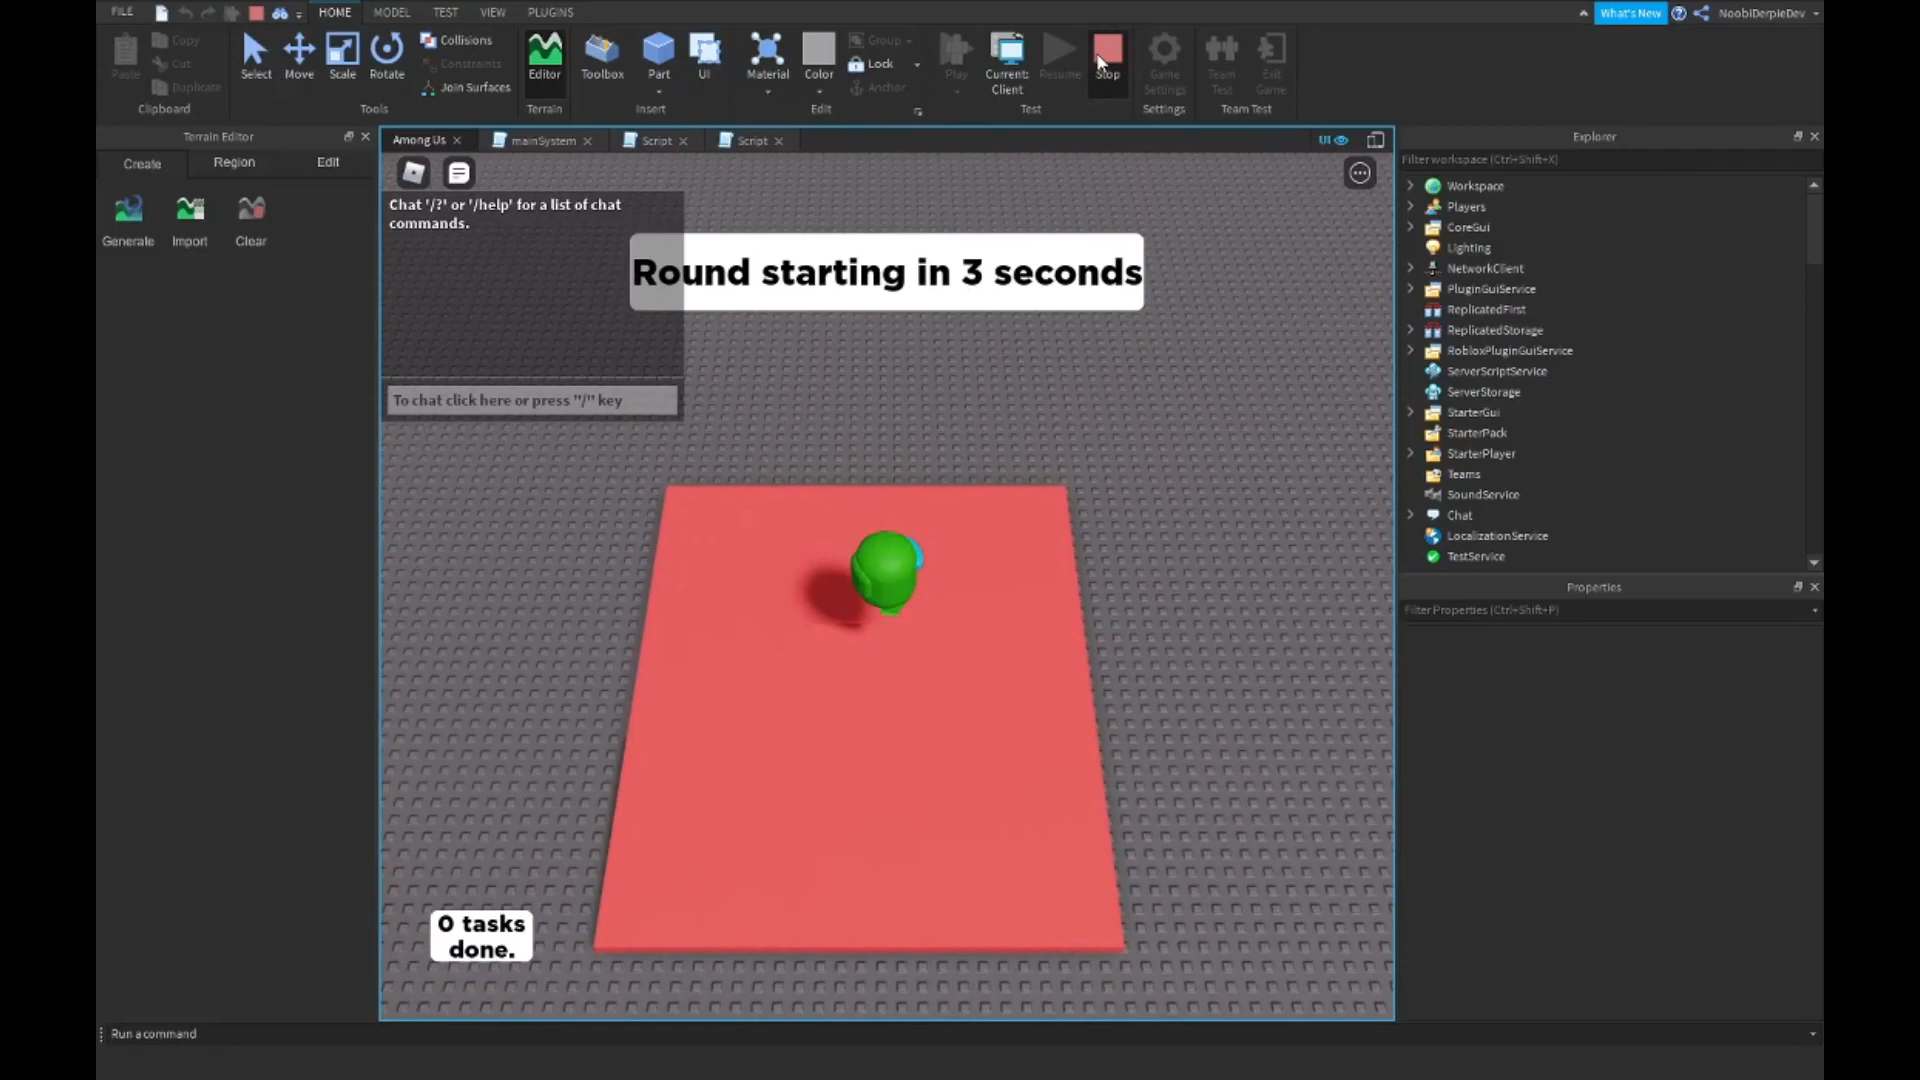 FILE
HOME
MODEL
TEST
VIEW
PLUGINS
What's New
NoobiDerpieDev
Paste
Copy
Cut
Duplicate
Clipboard
Select
Move
Scale
Rotate
Collisions
Constraints
Join Surfaces
Tools
Editor
Terrain
Toolbox
Part
UI
Insert
Material
Color
Group
Lock
Anchor
Edit
Play
Current:
Client
Resume
Stop
Test
Game
Settings
Settings
Team
Test
Exit
Game
Team Test
Terrain Editor
Create
Region
Edit
Generate
Import
Clear
Among Us
mainSystem
Script
Script
UI
Chat '/?' or '/help' for a list of chat
commands.
To chat click here or press "/" key
Round starting in 3 seconds
0 tasks
done.
Explorer
Filter workspace (Ctrl+Shift+X)
Workspace
Players
CoreGui
Lighting
NetworkClient
PluginGuiService
ReplicatedFirst
ReplicatedStorage
RobloxPluginGuiService
ServerScriptService
ServerStorage
StarterGui
StarterPack
StarterPlayer
Teams
SoundService
Chat
LocalizationService
TestService
Properties
Filter Properties (Ctrl+Shift+P)
Run a command